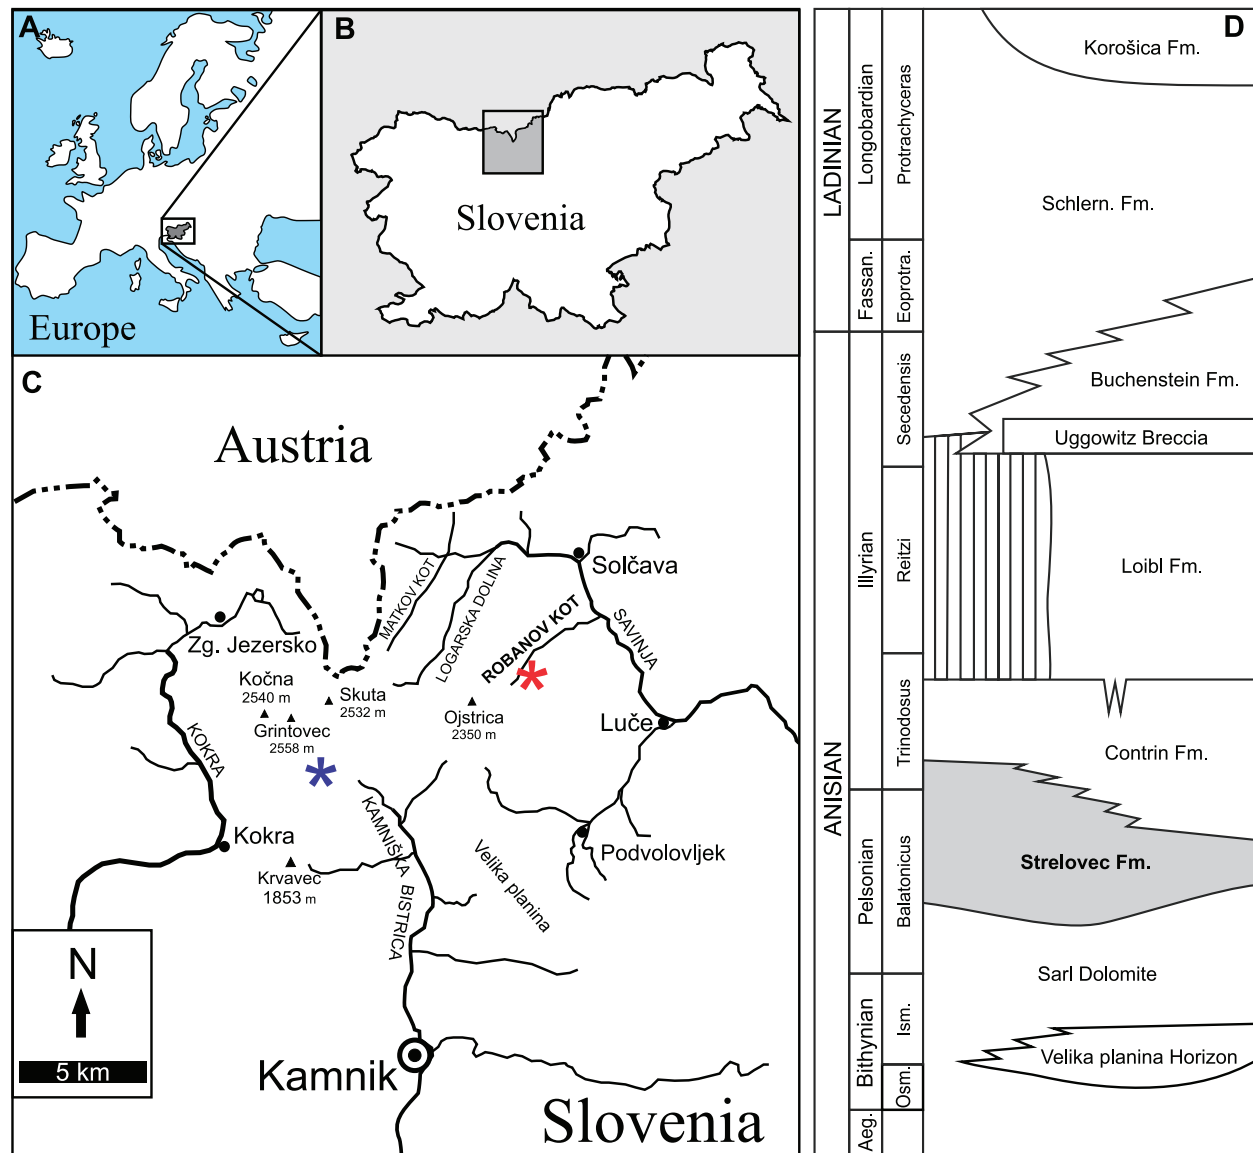 A
Europe
B
Slovenia
C
Austria
Solčava
MATKOV KOT
LOGARSKA DOLINA
ROBANOV KOT
SAVINJA
Zg. Jezersko
Kočna
2540 m
Skuta
2532 m
Grintovec
2558 m
Ojstrica
2350 m
Luče
KOKRA
Kokra
Krvavec
1853 m
KAMNIŠKA
BISTRICA
Velika planina
Podvolovljek
N
5 km
Kamnik
Slovenia
D
LADINIAN
ANISIAN
Longobardian
Fassan.
Illyrian
Pelsonian
Bithynian
Aeg.
Protrachyceras
Eoprotra.
Secedensis
Reitzi
Trinodosus
Balatonicus
Ism.
Osm.
Korošica Fm.
Schlern. Fm.
Buchenstein Fm.
Uggowitz Breccia
Loibl Fm.
Contrin Fm.
Strelovec Fm.
Sarl Dolomite
Velika planina Horizon